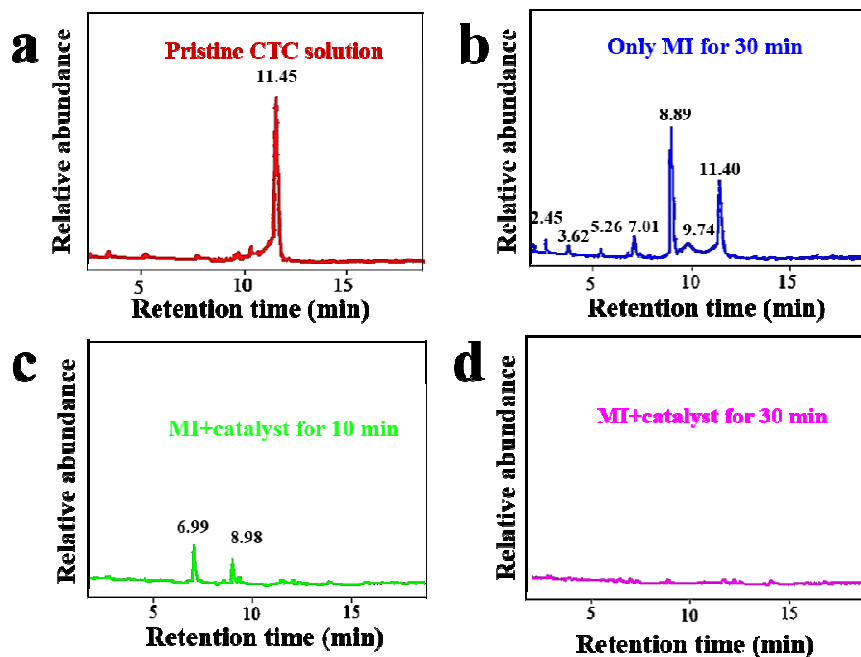 a
Pristine CTC solution
11.45
Relative abundance
5
10
15
Retention time (min)
b
Only MI for 30 min
8.89
11.40
2.45
3.62
5.26
7.01
9.74
Relative abundance
5
10
15
Retention time (min)
c
MI+catalyst for 10 min
6.99
8.98
Relative abundance
5
10
15
Retention time (min)
d
MI+catalyst for 30 min
Relative abundance
5
10
15
Retention time (min)